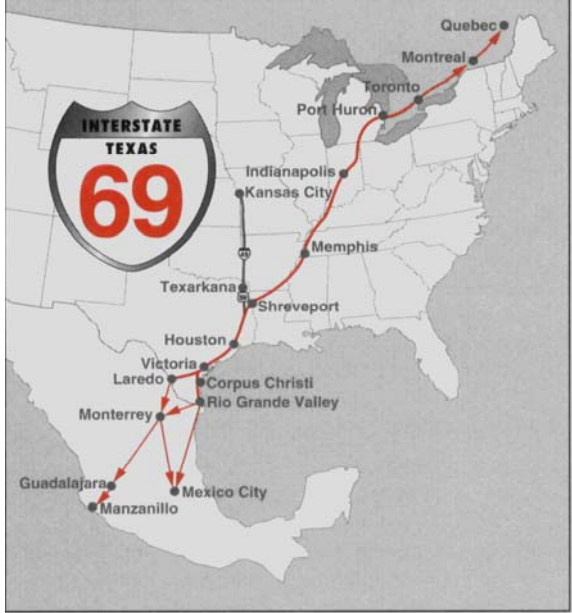 Quebec
Montreal
Toronto
Port Huron
INTERSTATE
TEXAS
69
Indianapolis
Kansas City
Memphis
Texarkana
Shreveport
Houston
Victoria
Laredo
Corpus Christi
Rio Grande Valley
Monterrey
Guadalajara
Mexico City
Manzanillo